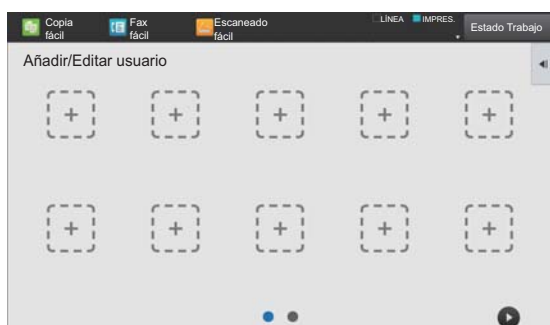 Copia fácil
Fax fácil
Escaneado fácil
LÍNEA
IMPRES.
Estado Trabajo
Añadir/Editar usuario